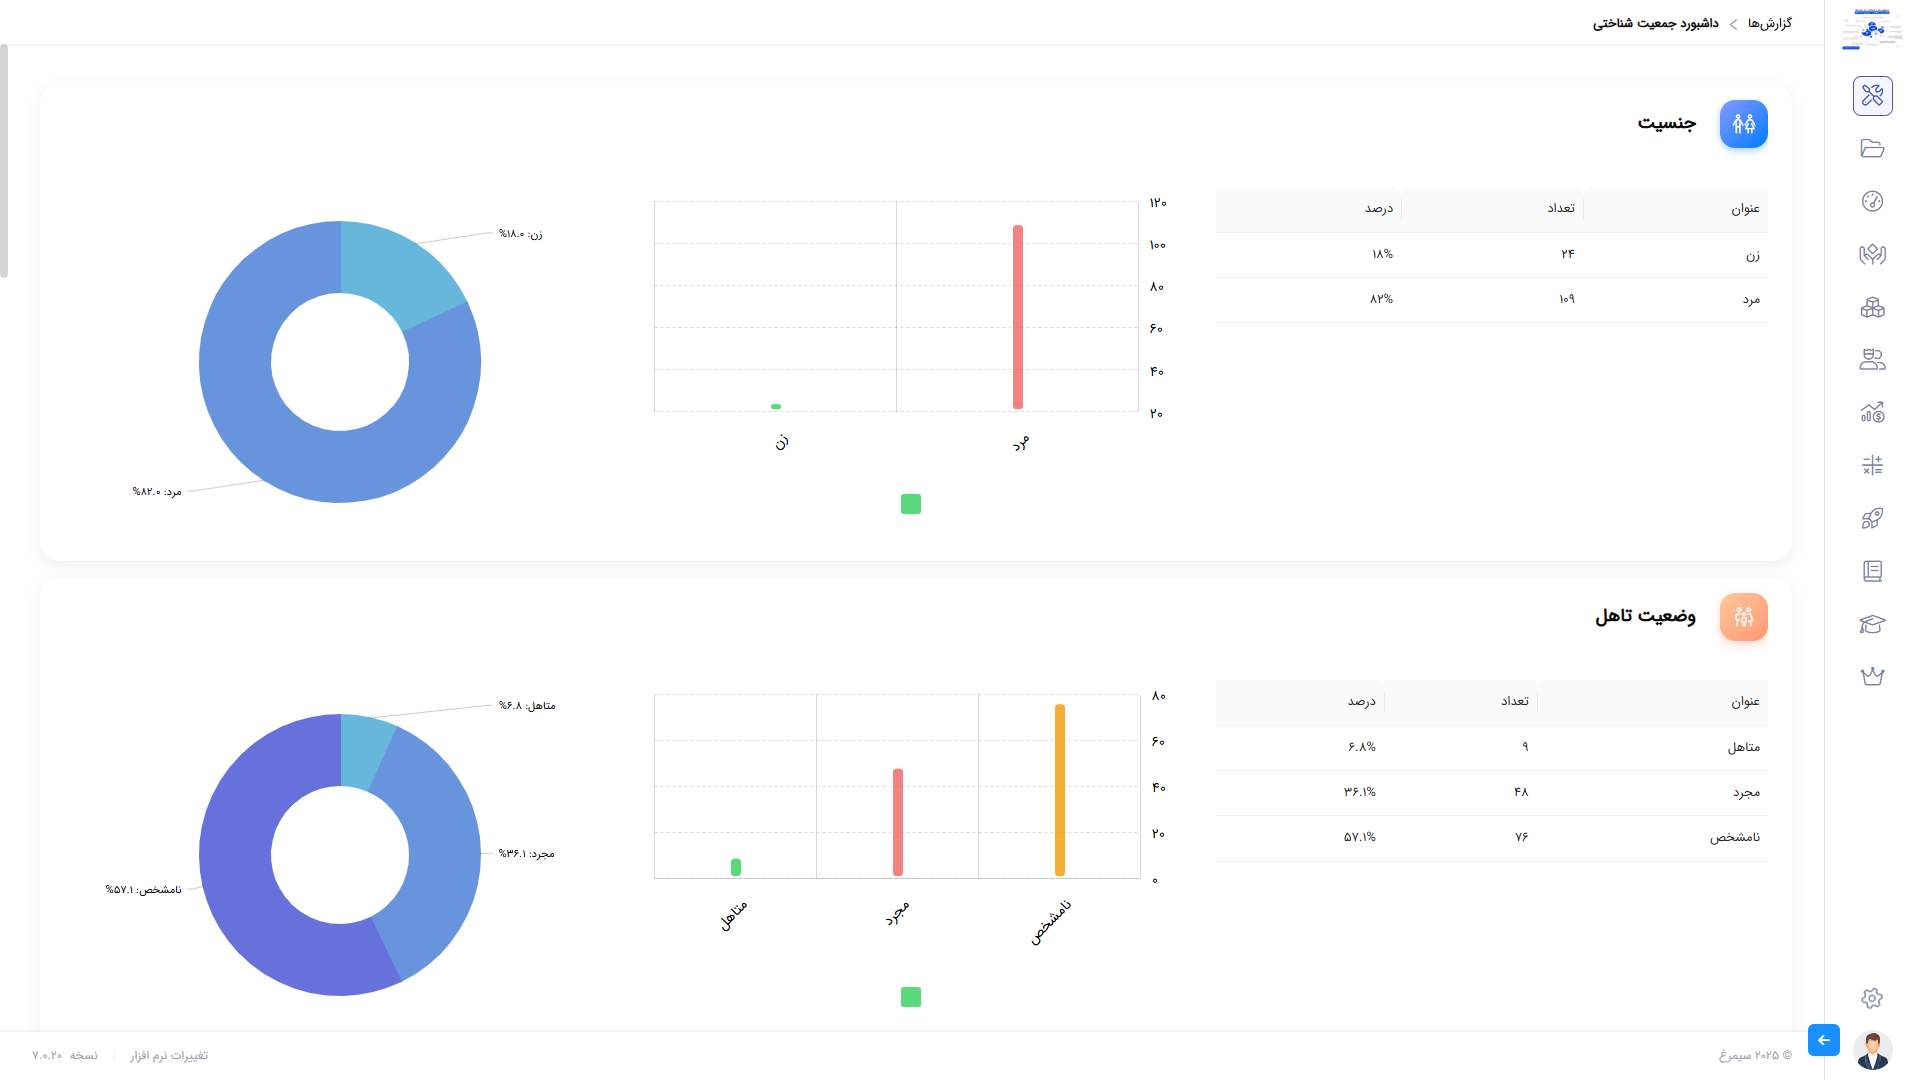 گزارش‌ها > داشبورد جمعیت شناختی
جنسیت
عنوان تعداد درصد
زن ۲۴ ۱۸%
مرد ۱۰۹ ۸۲%
۱۲۰
۱۰۰
۸۰
۶۰
۴۰
۲۰
مرد
زن
زن: ۱۸.۰%
مرد: ۸۲.۰%
وضعیت تاهل
عنوان تعداد درصد
متاهل ۹ ۶.۸%
مجرد ۴۸ ۳۶.۱%
نامشخص ۷۶ ۵۷.۱%
۸۰
۶۰
۴۰
۲۰
۰
نامشخص
مجرد
متاهل
متاهل: ۶.۸%
مجرد: ۳۶.۱%
نامشخص: ۵۷.۱%
© ۲۰۲۵ سیمرغ
تغییرات نرم افزار
نسخه ۷.۰.۲۰